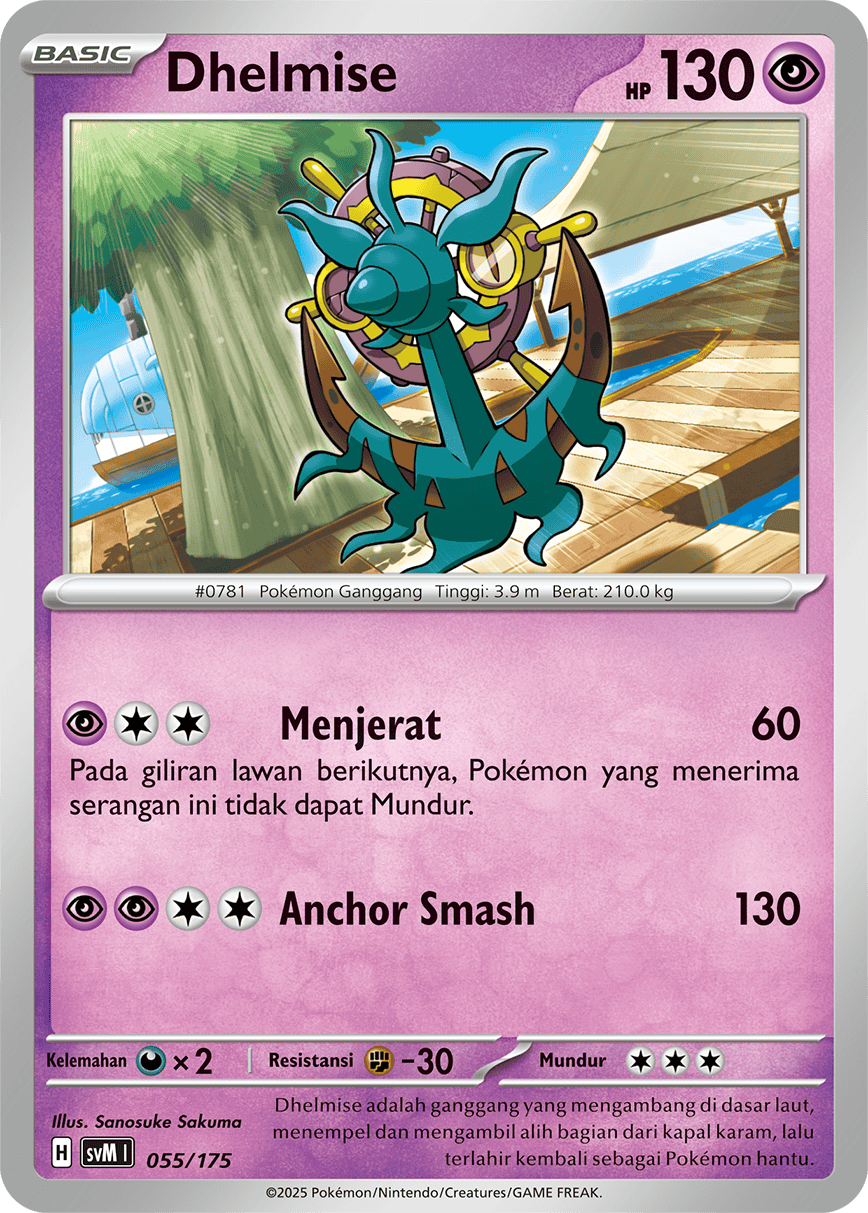 BASIC
Dhelmise
HP 130
#0781 Pokémon Ganggang Tinggi: 3.9 m Berat: 210.0 kg
Menjerat 60
Pada giliran lawan berikutnya, Pokémon yang menerima
serangan ini tidak dapat Mundur.
Anchor Smash 130
Kelemahan ×2 Resistansi -30 Mundur
Illus. Sanosuke Sakuma
H svM I 055/175
Dhelmise adalah ganggang yang mengambang di dasar laut,
menempel dan mengambil alih bagian dari kapal karam, lalu
terlahir kembali sebagai Pokémon hantu.
©2025 Pokémon/Nintendo/Creatures/GAME FREAK.